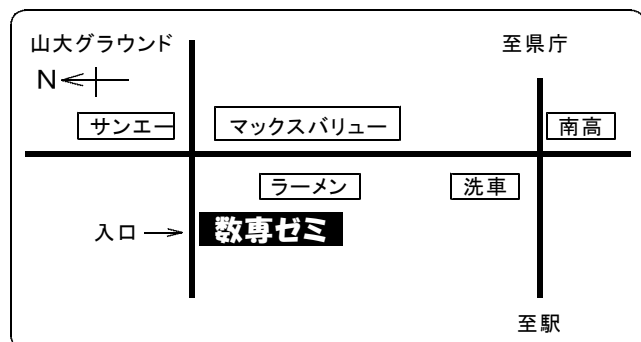 山大グラウンド
至県庁
N
サンエー
マックスバリュー
南高
ラーメン
洗車
入口
数専ゼミ
至駅